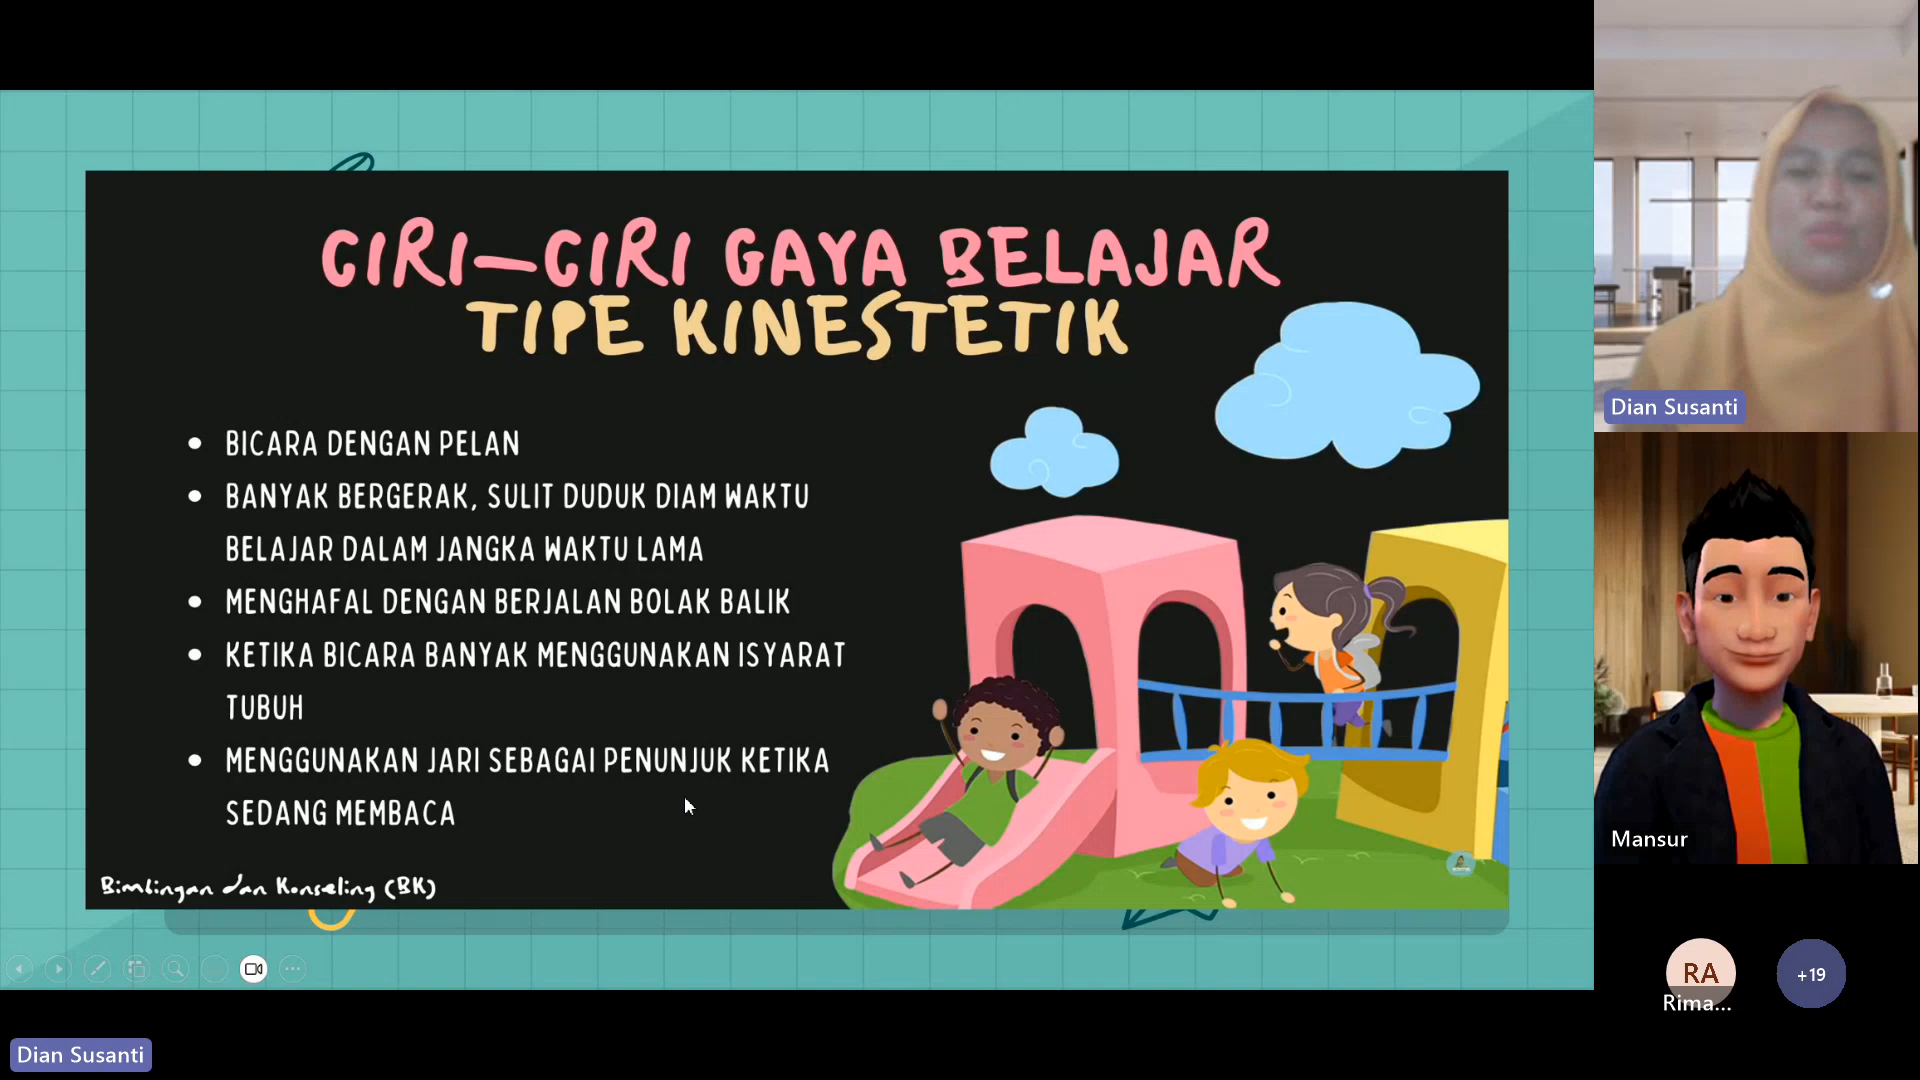 CIRI-CIRI GAYA BELAJAR
TIPE KINESTETIK
• BICARA DENGAN PELAN
• BANYAK BERGERAK, SULIT DUDUK DIAM WAKTU
BELAJAR DALAM JANGKA WAKTU LAMA
• MENGHAFAL DENGAN BERJALAN BOLAK BALIK
• KETIKA BICARA BANYAK MENGGUNAKAN ISYARAT
TUBUH
• MENGGUNAKAN JARI SEBAGAI PENUNJUK KETIKA
SEDANG MEMBACA
Bimbingan dan Konseling (BK)
Dian Susanti
Dian Susanti
Mansur
RA
Rima...
+19